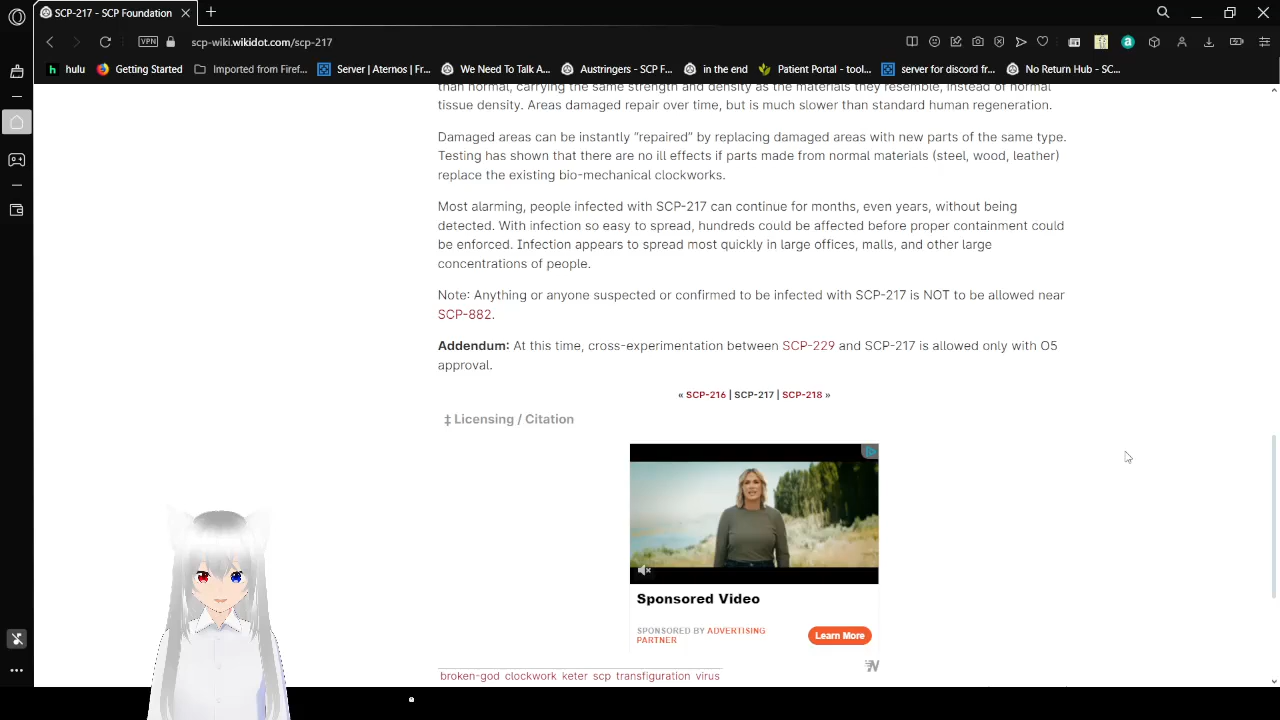 SCP-217 - SCP Foundation
VPN scp-wiki.wikidot.com/scp-217
h hulu Getting Started Imported from Firef... Server | Aternos | Fr... We Need To Talk A... Austringers - SCP F... in the end Patient Portal - tool... server for discord fr... No Return Hub - SC...
than normal, carrying the same strength and density as the materials they resemble, instead of normal
tissue density. Areas damaged repair over time, but is much slower than standard human regeneration.
Damaged areas can be instantly “repaired” by replacing damaged areas with new parts of the same type.
Testing has shown that there are no ill effects if parts made from normal materials (steel, wood, leather)
replace the existing bio-mechanical clockworks.
Most alarming, people infected with SCP-217 can continue for months, even years, without being
detected. With infection so easy to spread, hundreds could be affected before proper containment could
be enforced. Infection appears to spread most quickly in large offices, malls, and other large
concentrations of people.
Note: Anything or anyone suspected or confirmed to be infected with SCP-217 is NOT to be allowed near
SCP-882.
Addendum: At this time, cross-experimentation between SCP-229 and SCP-217 is allowed only with O5
approval.
« SCP-216 | SCP-217 | SCP-218 »
‡ Licensing / Citation
Sponsored Video
SPONSORED BY ADVERTISING
PARTNER
Learn More
broken-god clockwork keter scp transfiguration virus